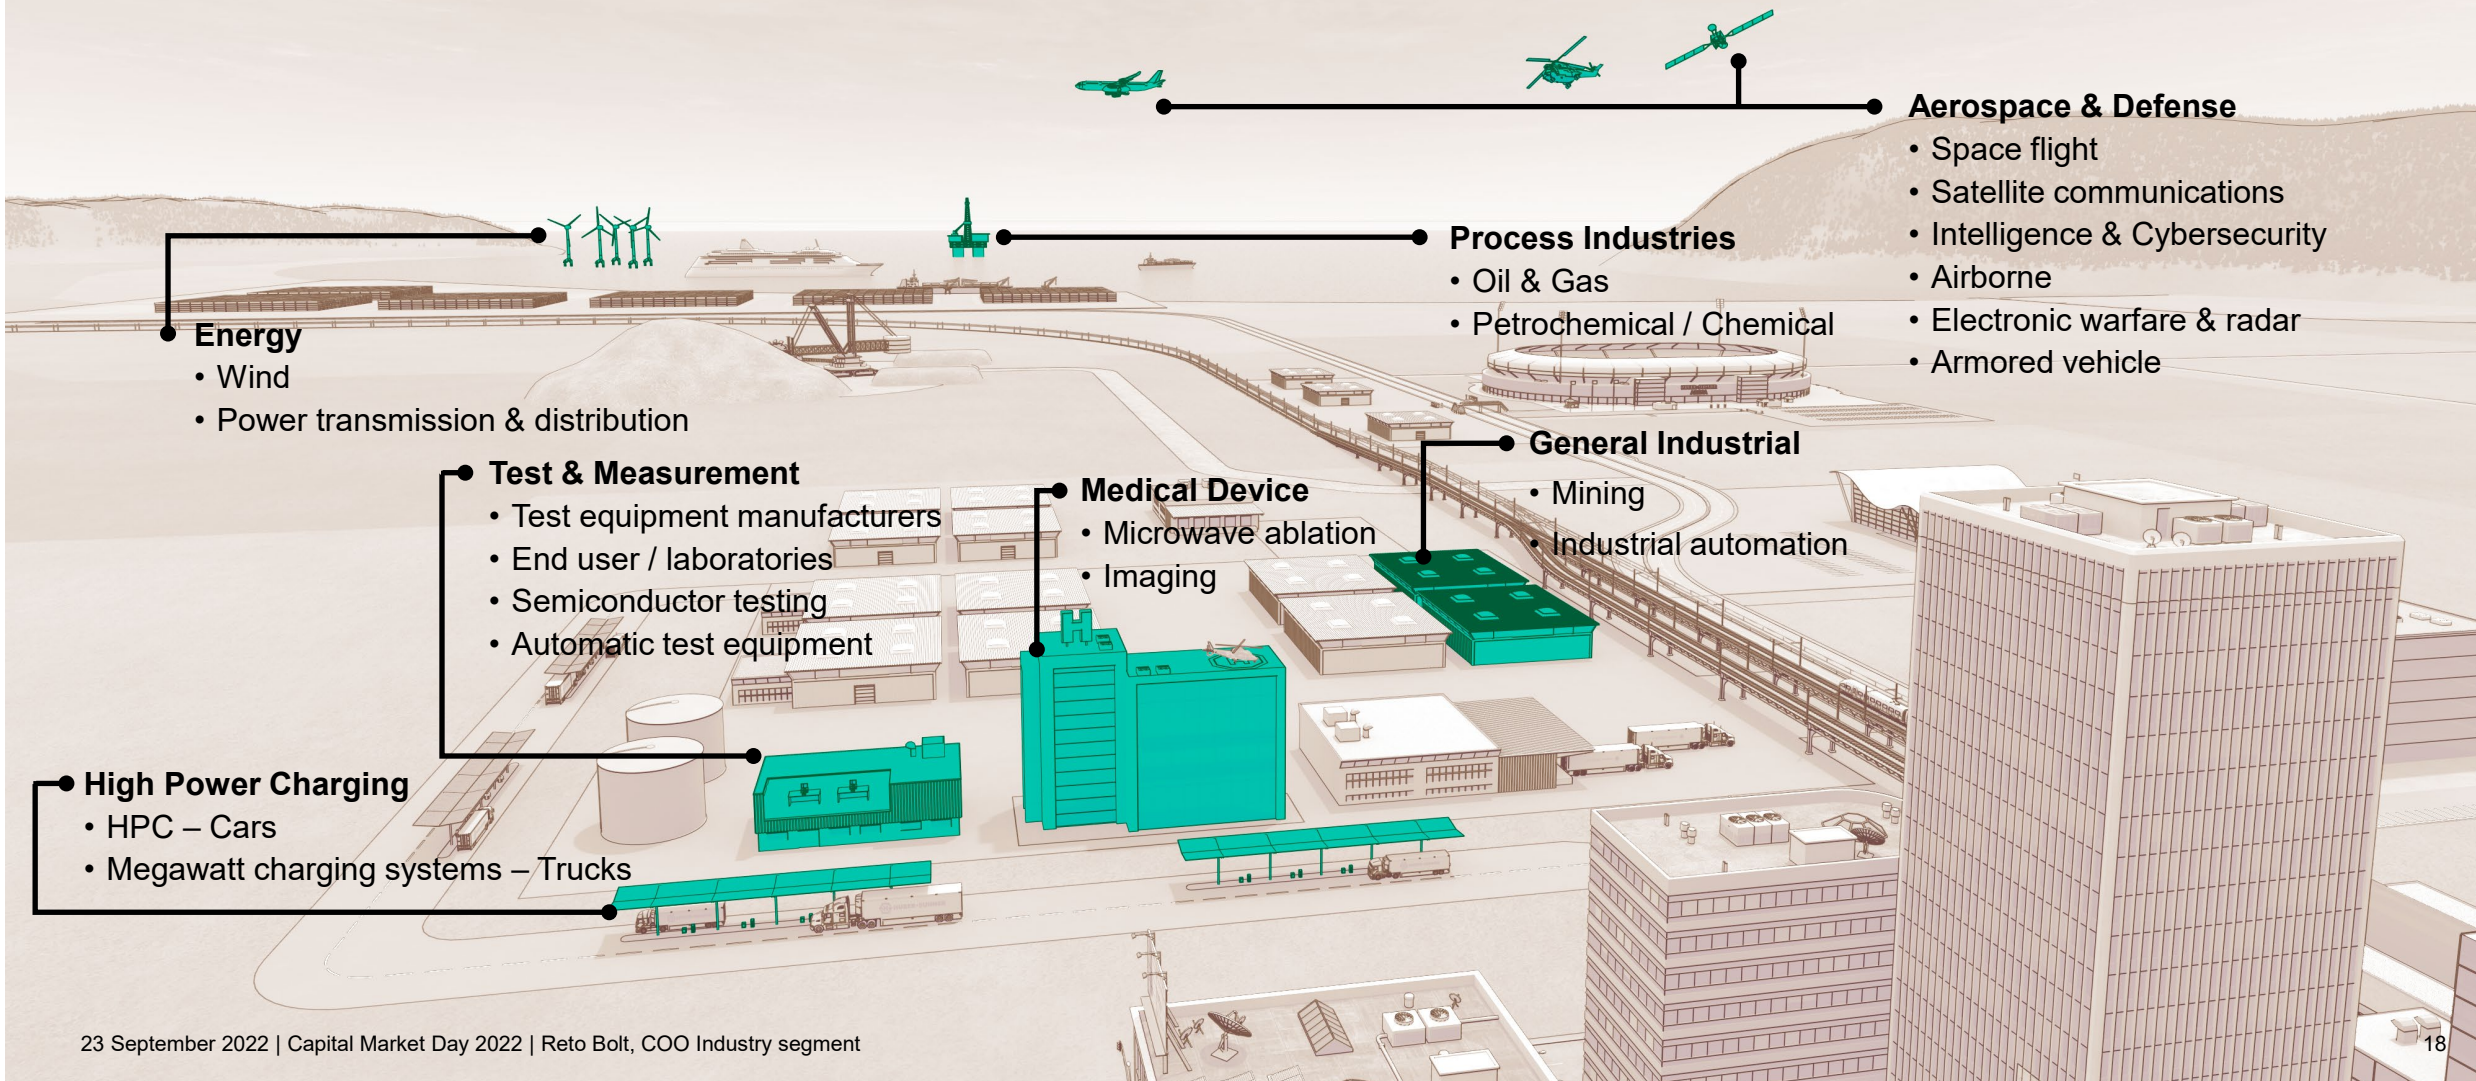 Aerospace & Defense
• Space flight
• Satellite communications
• Intelligence & Cybersecurity
• Airborne
• Electronic warfare & radar
• Armored vehicle
Process Industries
• Oil & Gas
• Petrochemical / Chemical
Energy
• Wind
• Power transmission & distribution
General Industrial
• Mining
• Industrial automation
Test & Measurement
• Test equipment manufacturers
• End user / laboratories
• Semiconductor testing
• Automatic test equipment
Medical Device
• Microwave ablation
• Imaging
High Power Charging
• HPC – Cars
• Megawatt charging systems – Trucks
H
23 September 2022 | Capital Market Day 2022 | Reto Bolt, COO Industry segment
18